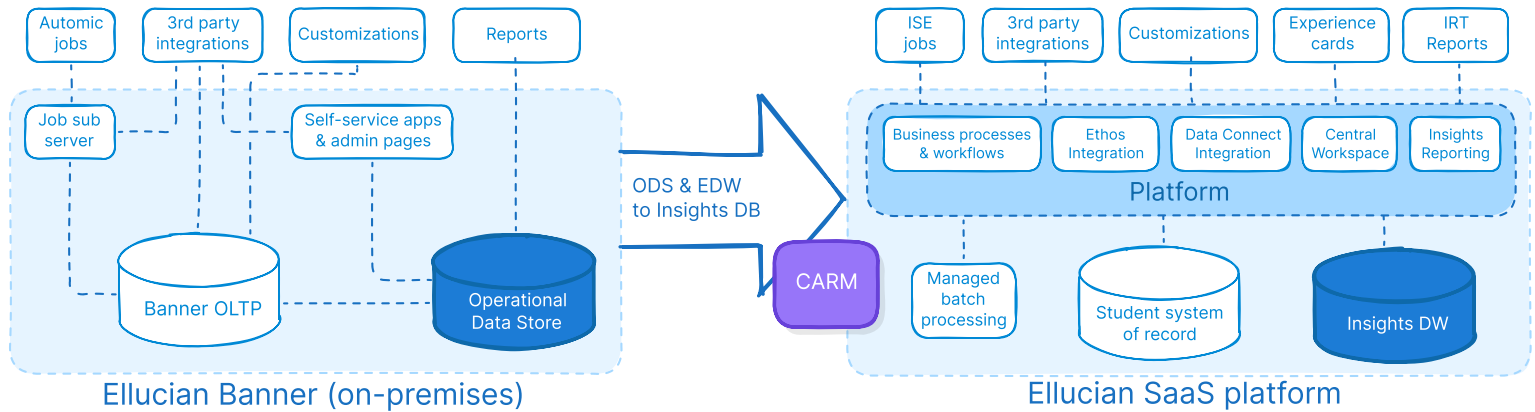 Automic
jobs
3rd party
integrations
Customizations
Reports
Job sub
server
Self-service apps
& admin pages
Banner OLTP
Operational
Data Store
Ellucian Banner (on-premises)
ODS & EDW
to Insights DB
CARM
ISE
jobs
3rd party
integrations
Customizations
Experience
cards
IRT
Reports
Business processes
& workflows
Ethos
Integration
Data Connect
Integration
Central
Workspace
Insights
Reporting
Platform
Managed
batch
processing
Student system
of record
Insights DW
Ellucian SaaS platform